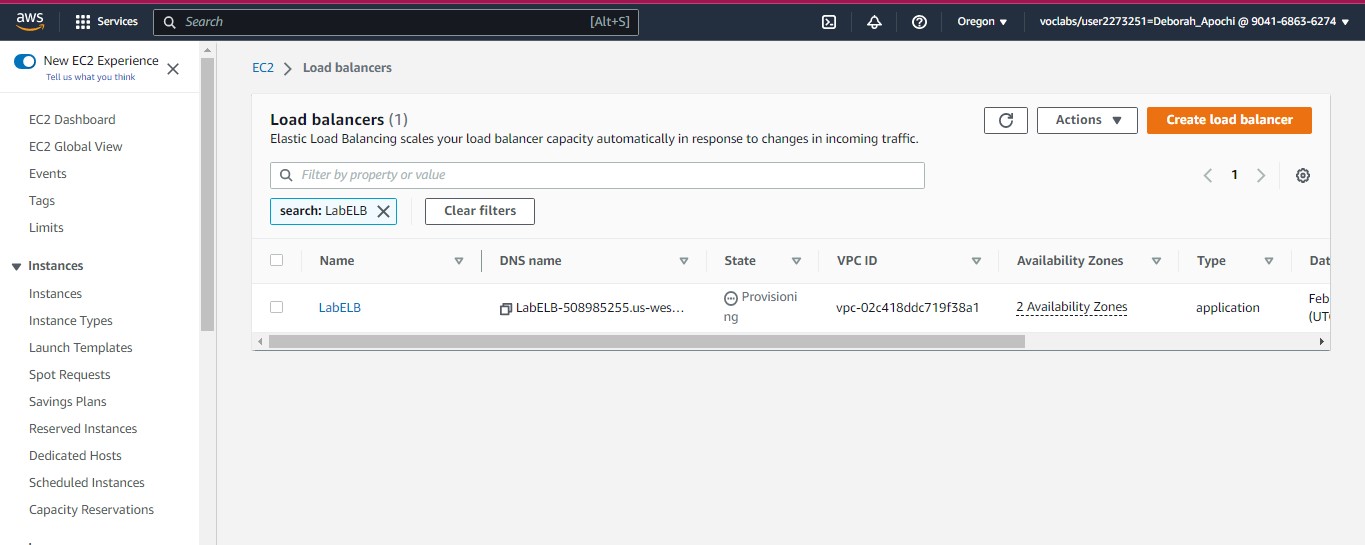 aws Services Search [Alt+S] Oregon voclabs/user2273251=Deborah_Apochi @ 9041-6863-6274
New EC2 Experience
Tell us what you think
EC2 Dashboard
EC2 Global View
Events
Tags
Limits
Instances
Instances
Instance Types
Launch Templates
Spot Requests
Savings Plans
Reserved Instances
Dedicated Hosts
Scheduled Instances
Capacity Reservations
EC2 > Load balancers
Load balancers (1)
Elastic Load Balancing scales your load balancer capacity automatically in response to changes in incoming traffic.
Actions
Create load balancer
Filter by property or value
1
search: LabELB
Clear filters
Name DNS name State VPC ID Availability Zones Type Dat
LabELB LabELB-508985255.us-wes... Provisioni vpc-02c418ddc719f38a1 2 Availability Zones application Feb
ng (UT